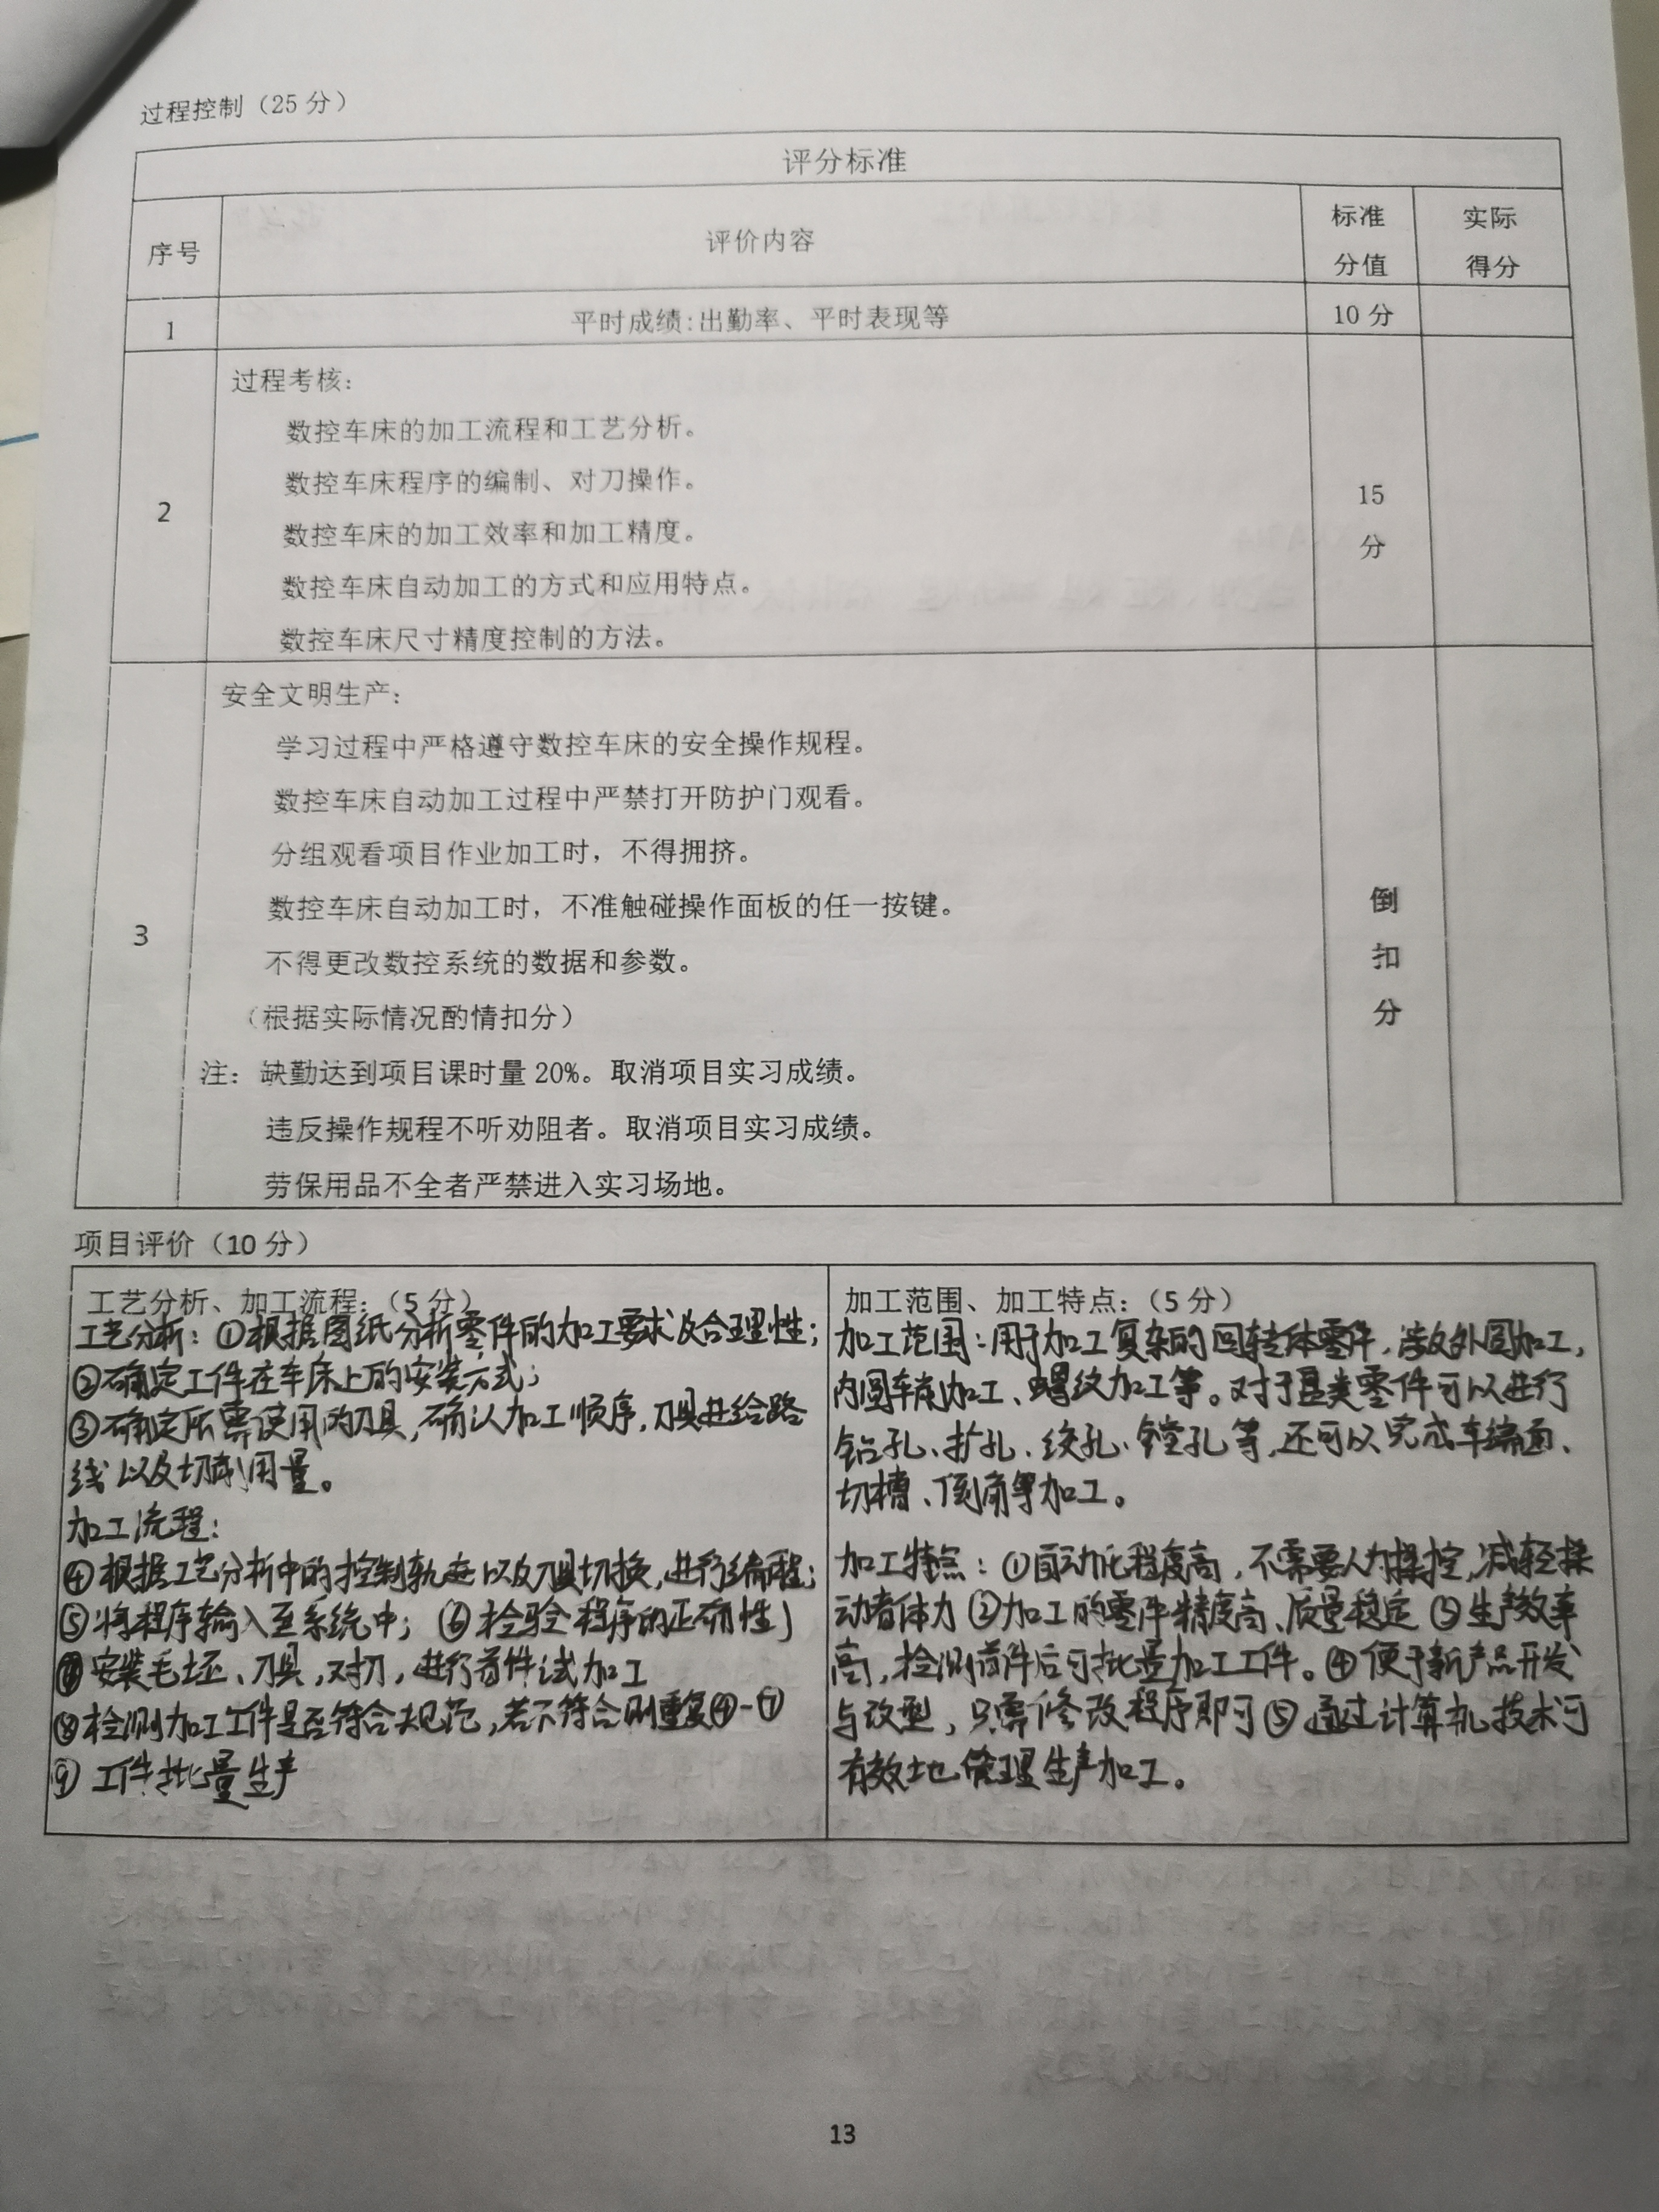 过程控制（25 分）
评分标准
序号 评价内容 标准分值 实际得分
1 平时成绩:出勤率、平时表现等 10 分
2 过程考核: 15 分
数控车床的加工流程和工艺分析。
数控车床程序的编制、对刀操作。
数控车床的加工效率和加工精度。
数控车床自动加工的方式和应用特点。
数控车床尺寸精度控制的方法。
3 安全文明生产: 倒扣分
学习过程中严格遵守数控车床的安全操作规程。
数控车床自动加工过程中严禁打开防护门观看。
分组观看项目作业加工时，不得拥挤。
数控车床自动加工时，不准触碰操作面板的任一按键。
不得更改数控系统的数据和参数。
（根据实际情况酌情扣分）
注：缺勤达到项目课时量 20%。取消项目实习成绩。
违反操作规程不听劝阻者。取消项目实习成绩。
劳保用品不全者严禁进入实习场地。
项目评价（10 分）
工艺分析、加工流程:（5 分）
工艺分析：①根据图纸分析零件的加工要求及合理性；
②确定工件在车床上的安装方式；
③确定所需使用的刀具，确认加工顺序，刀具进给路
线以及切削用量。
加工流程：
④根据工艺分析中的控制轨迹以及刀具切换，进行编程；
⑤将程序输入至系统中；⑥检验程序的正确性；
安装毛坯、刀具，对刀，进行首件试加工
⑧检测加工工件是否符合规范，若不符合则重复④-⑦
⑨ 工件批量生产
加工范围、加工特点：（5 分）
加工范围：用于加工复杂的回转体零件，涉及外圆加工，
内圆车削加工、螺纹加工等。对于盘类零件可以进行
钻孔、扩孔、绞孔、镗孔等，还可以完成车端面、
切槽、倒角等加工。
加工特点：①自动化程度高，不需要人为操控，减轻操
动者体力 ②加工的零件精度高、质量稳定 ③生产效率
高，检测首件后可批量加工工件。④便于新产品开发
与改型，只需修改程序即可 ⑤通过计算机技术可
有效地管理生产加工。
13